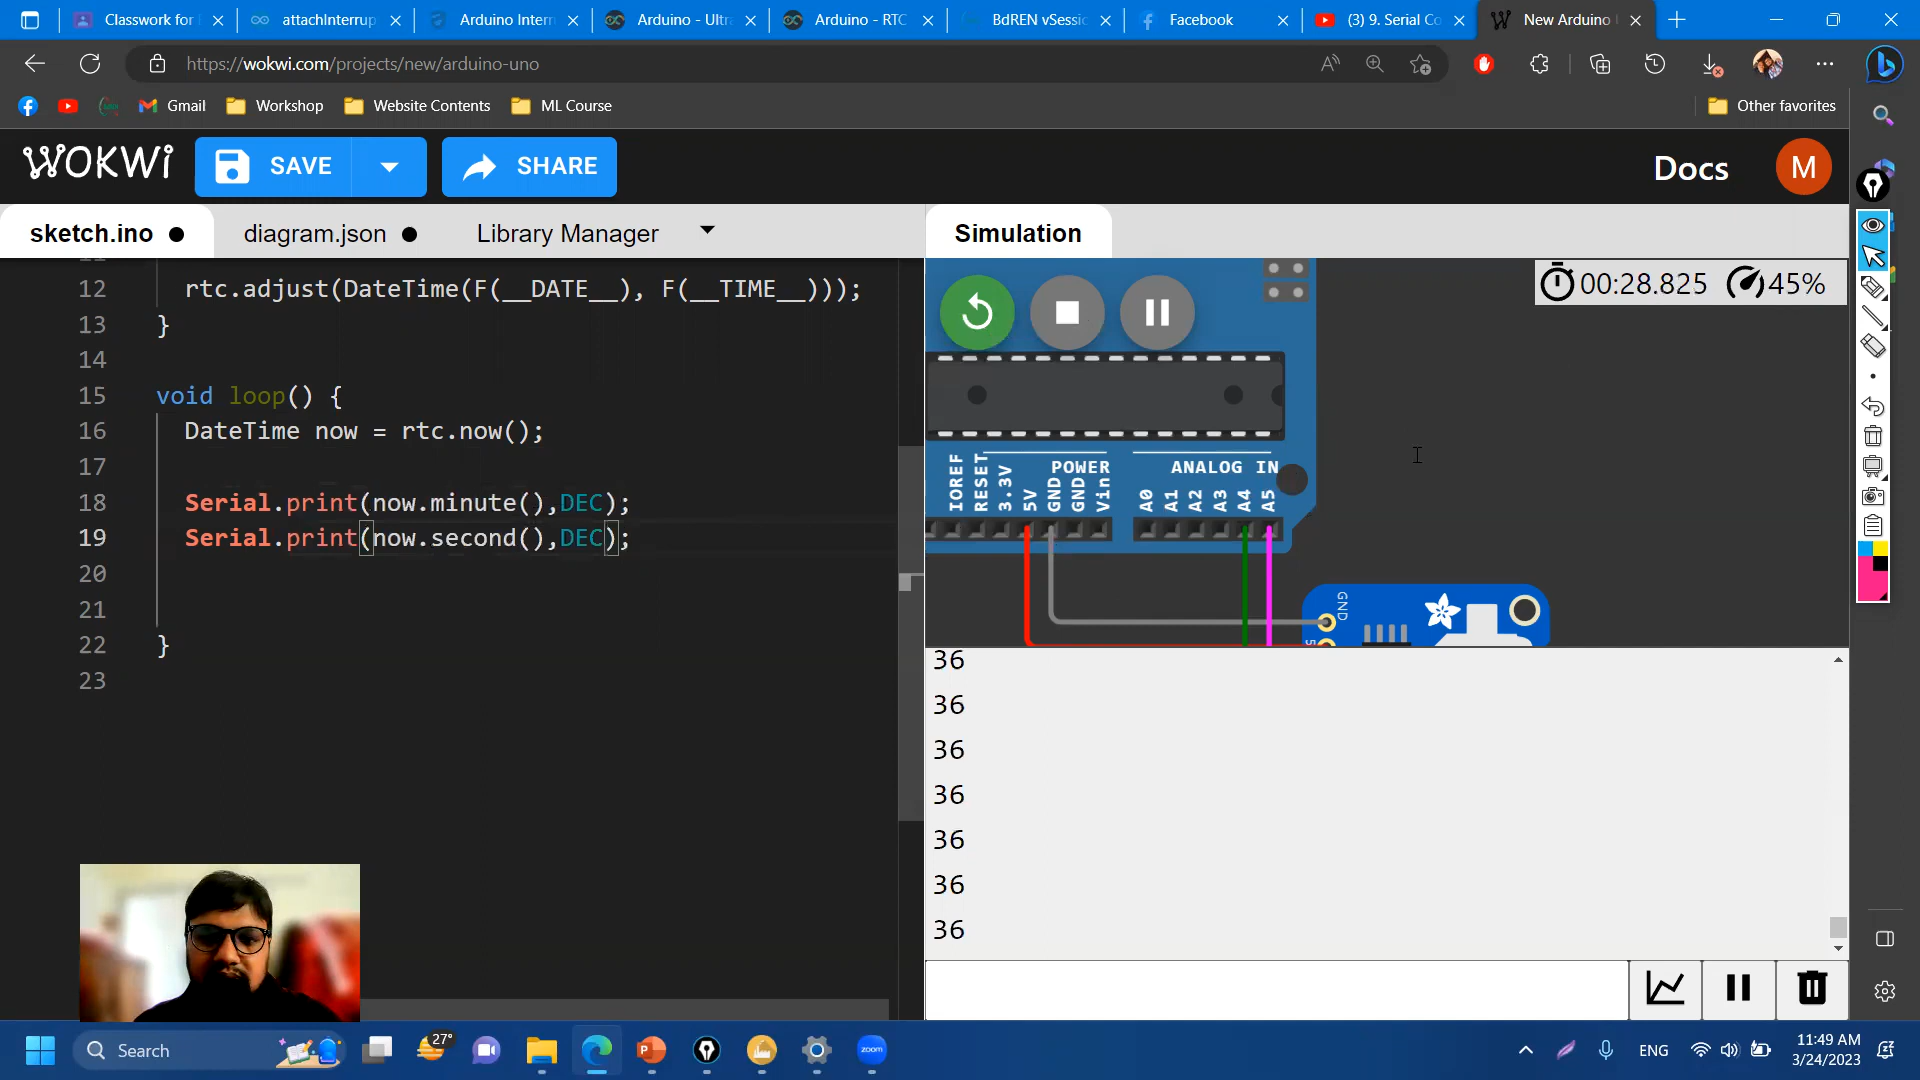 Classwork for
attachInterrup
Arduino Intern
Arduino - Ultra
Arduino - RTC
BdREN vSessic
Facebook
(3) 9. Serial Co
New Arduino
https://wokwi.com/projects/new/arduino-uno
Gmail
Workshop
Website Contents
ML Course
Other favorites
WOKWi
SAVE
SHARE
Docs
M
sketch.ino
diagram.json
Library Manager
Simulation
12 rtc.adjust(DateTime(F(__DATE__), F(__TIME__)));
13 }
14
15 void loop() {
16 DateTime now = rtc.now();
17
18 Serial.print(now.minute(),DEC);
19 Serial.print(now.second(),DEC);
20
21
22 }
23
00:28.825
45%
POWER
ANALOG IN
IOREF
RESET
3.3V
5V
GND
GND
Vin
A0
A1
A2
A3
A4
A5
GND
36
36
36
36
36
36
36
Search
27°
zoom
ENG
11:49 AM
3/24/2023